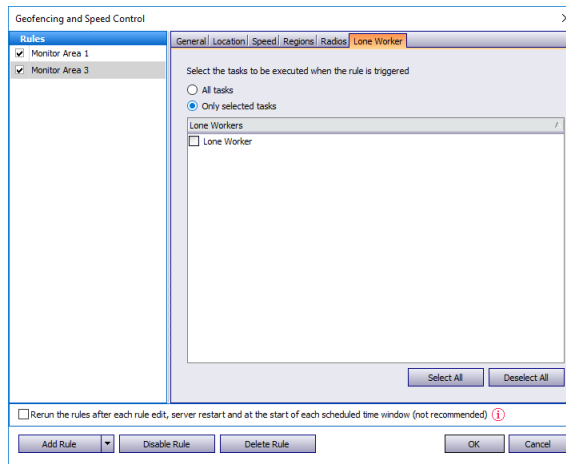 Geofencing and Speed Control
Rules
Monitor Area 1
Monitor Area 3
General Location Speed Regions Radios Lone Worker
Select the tasks to be executed when the rule is triggered
All tasks
Only selected tasks
Lone Workers /
Lone Worker
Select All Deselect All
Rerun the rules after each rule edit, server restart and at the start of each scheduled time window (not recommended) i
Add Rule Disable Rule Delete Rule OK Cancel